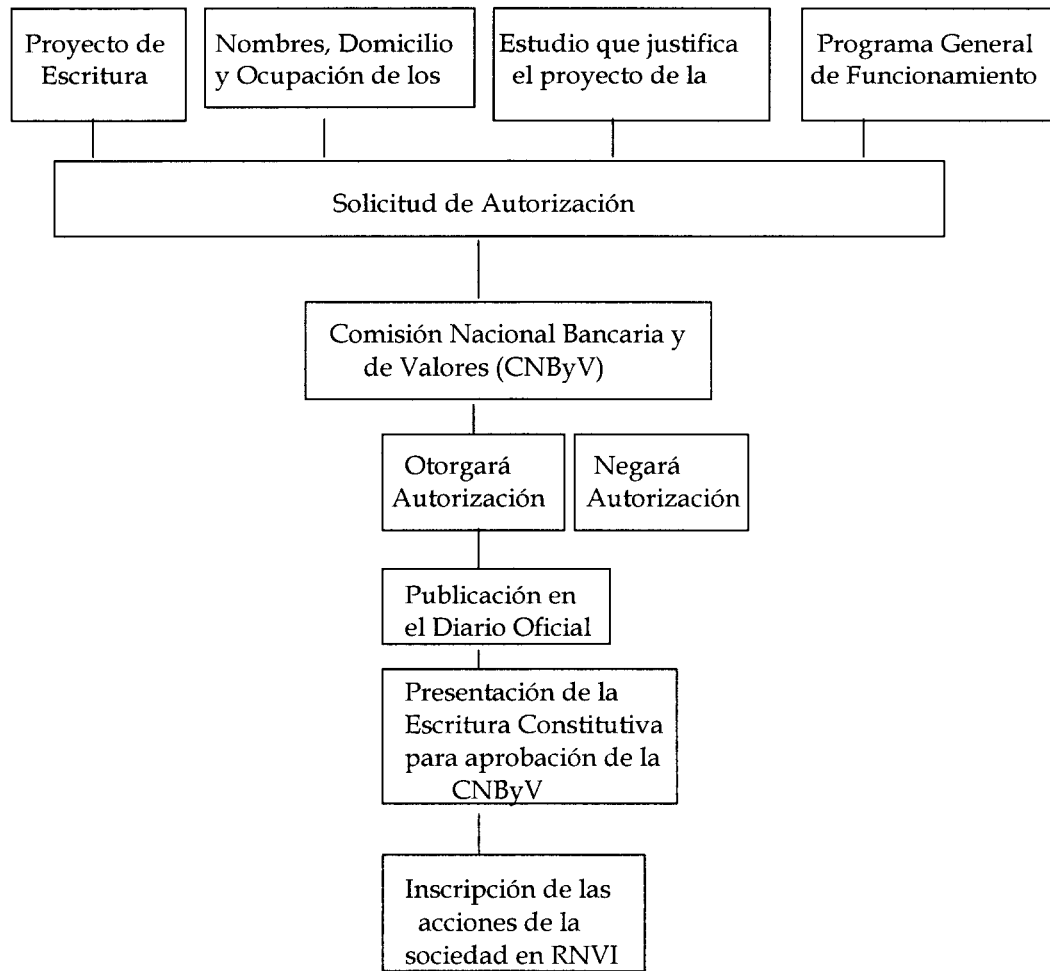 Proyecto de
Escritura
Nombres, Domicilio
y Ocupación de los
Estudio que justifica
el proyecto de la
Programa General
de Funcionamiento
Solicitud de Autorización
Comisión Nacional Bancaria y
de Valores (CNByV)
Otorgará
Autorización
Negará
Autorización
Publicación en
el Diario Oficial
Presentación de la
Escritura Constitutiva
para aprobación de la
CNByV
Inscripción de las
acciones de la
sociedad en RNVI